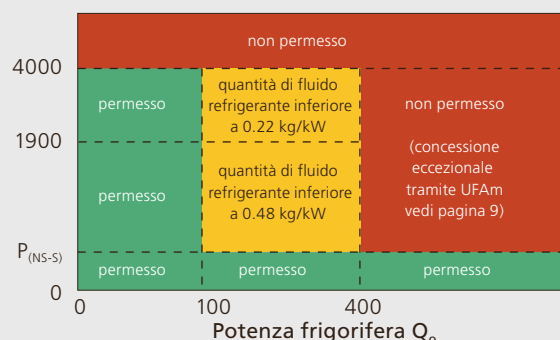 non permesso
4000
permesso
quantità di fluido
refrigerante inferiore
a 0.22 kg/kW
non permesso
1900
(concessione
eccezionale
tramite UFAm
vedi pagina 9)
permesso
quantità di fluido
refrigerante inferiore
a 0.48 kg/kW
P(NS-S)
permesso
permesso
permesso
0
0
100
400
Potenza frigorifera Qo